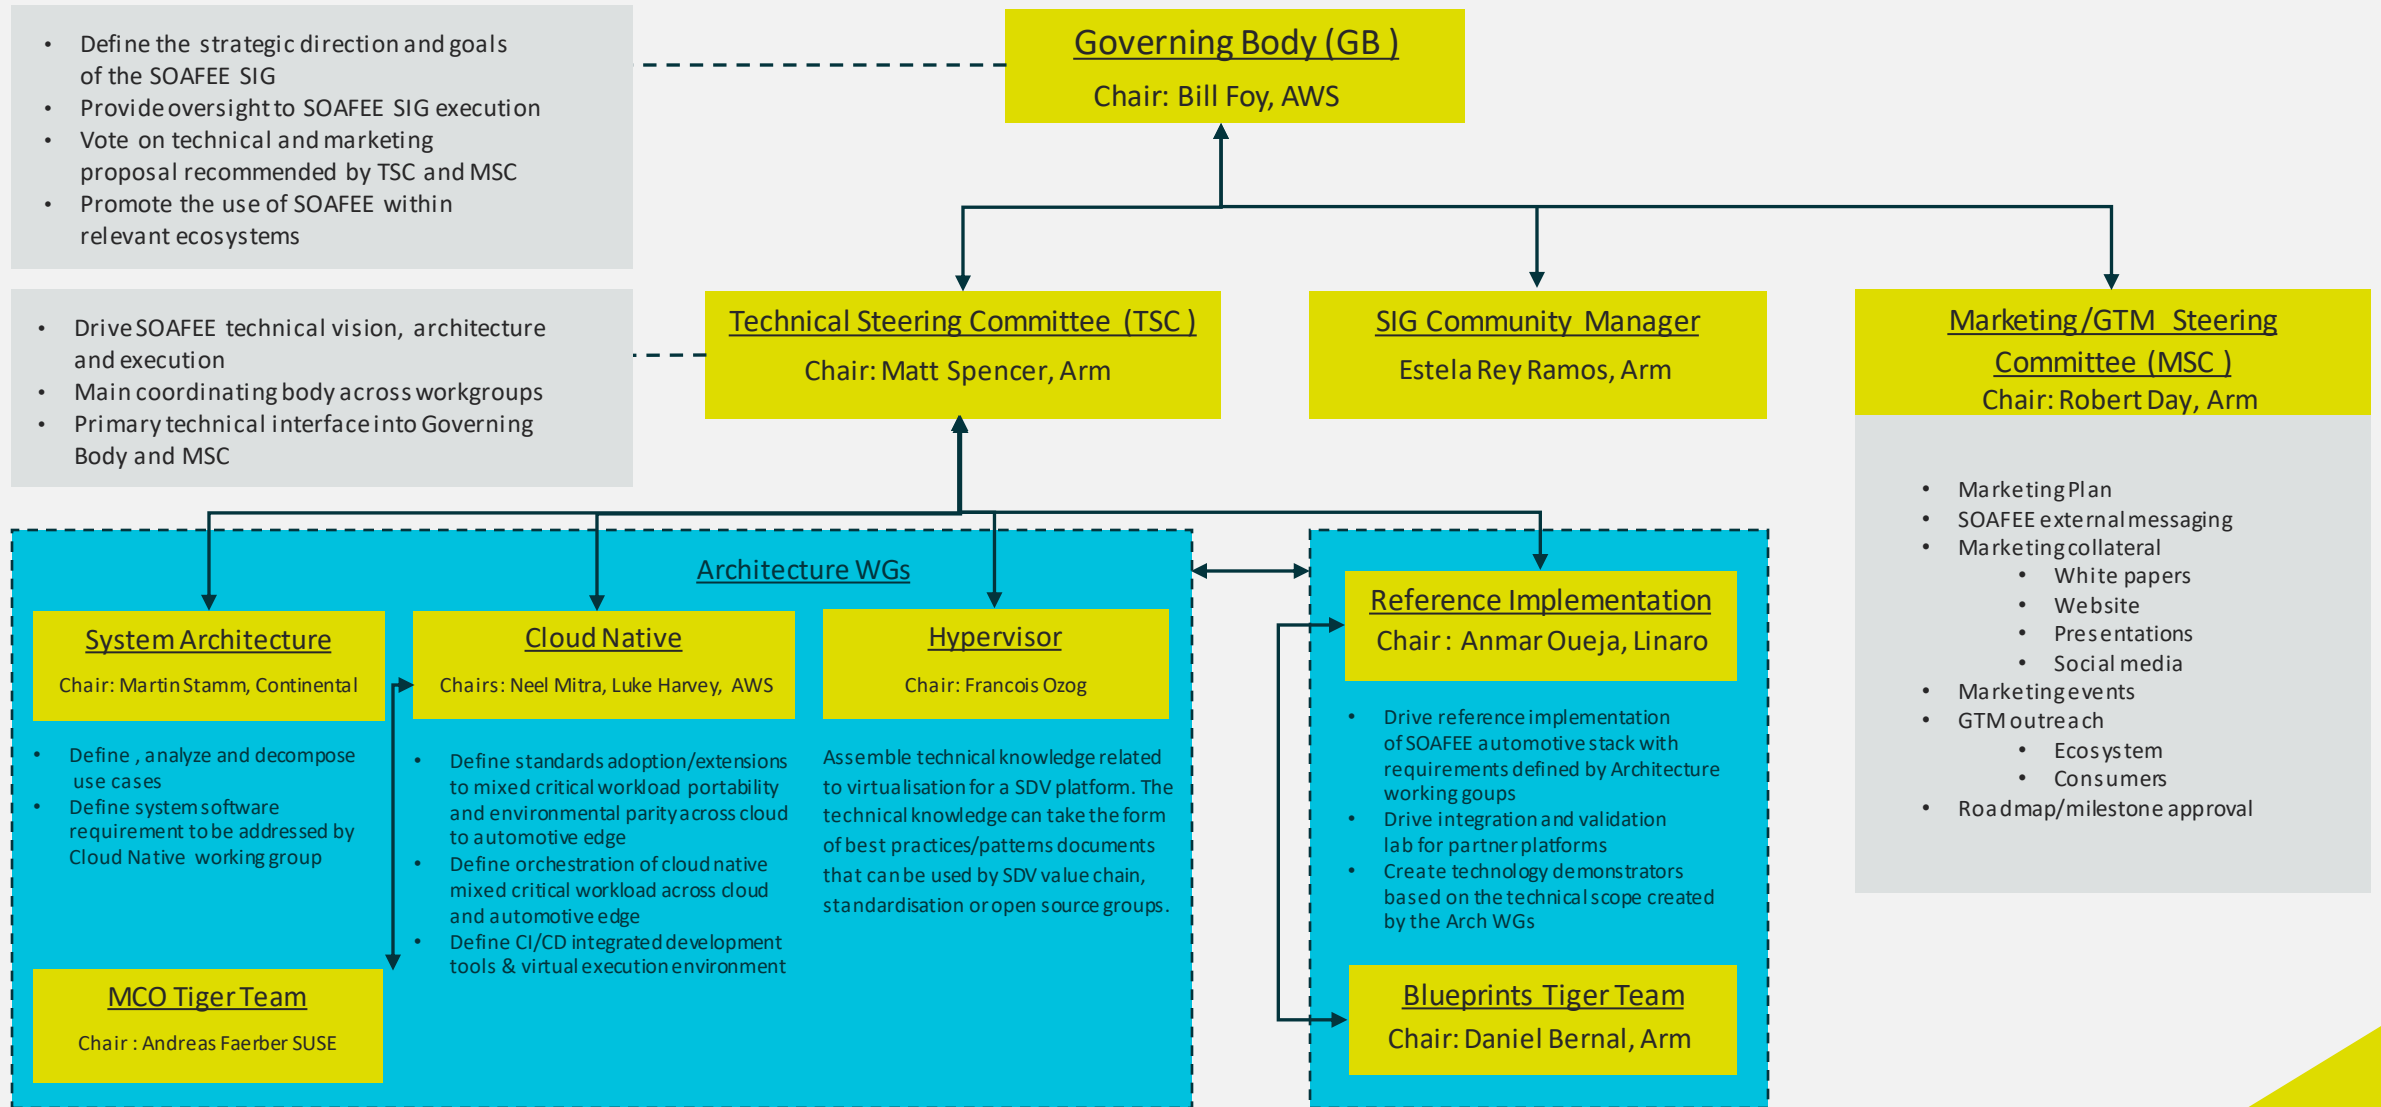 • Define the strategic direction and goals
of the SOAFEE SIG
• Provide oversight to SOAFEE SIG execution
• Vote on technical and marketing
proposal recommended by TSC and MSC
• Promote the use of SOAFEE within
relevant ecosystems
Governing Body (GB )
Chair: Bill Foy, AWS
• Drive SOAFEE technical vision, architecture
and execution
• Main coordinating body across workgroups
• Primary technical interface into Governing
Body and MSC
Technical Steering Committee (TSC )
Chair: Matt Spencer, Arm
SIG Community Manager
Estela Rey Ramos, Arm
Marketing/GTM Steering
Committee (MSC )
Chair: Robert Day, Arm
• Marketing Plan
• SOAFEE external messaging
• Marketing collateral
• White papers
• Website
• Presentations
• Social media
• Marketing events
• GTM outreach
• Ecosystem
• Consumers
• Roadmap/milestone approval
Architecture WGs
System Architecture
Chair: Martin Stamm, Continental
• Define , analyze and decompose
use cases
• Define system software
requirement to be addressed by
Cloud Native working group
MCO Tiger Team
Chair : Andreas Faerber SUSE
Cloud Native
Chairs: Neel Mitra, Luke Harvey, AWS
• Define standards adoption/extensions
to mixed critical workload portability
and environmental parity across cloud
to automotive edge
• Define orchestration of cloud native
mixed critical workload across cloud
and automotive edge
• Define CI/CD integrated development
tools & virtual execution environment
Hypervisor
Chair: Francois Ozog
Assemble technical knowledge related
to virtualisation for a SDV platform. The
technical knowledge can take the form
of best practices/patterns documents
that can be used by SDV value chain,
standardisation or open source groups.
Reference Implementation
Chair : Anmar Oueja, Linaro
• Drive reference implementation
of SOAFEE automotive stack with
requirements defined by Architecture
working goups
• Drive integration and validation
lab for partner platforms
• Create technology demonstrators
based on the technical scope created
by the Arch WGs
Blueprints Tiger Team
Chair: Daniel Bernal, Arm